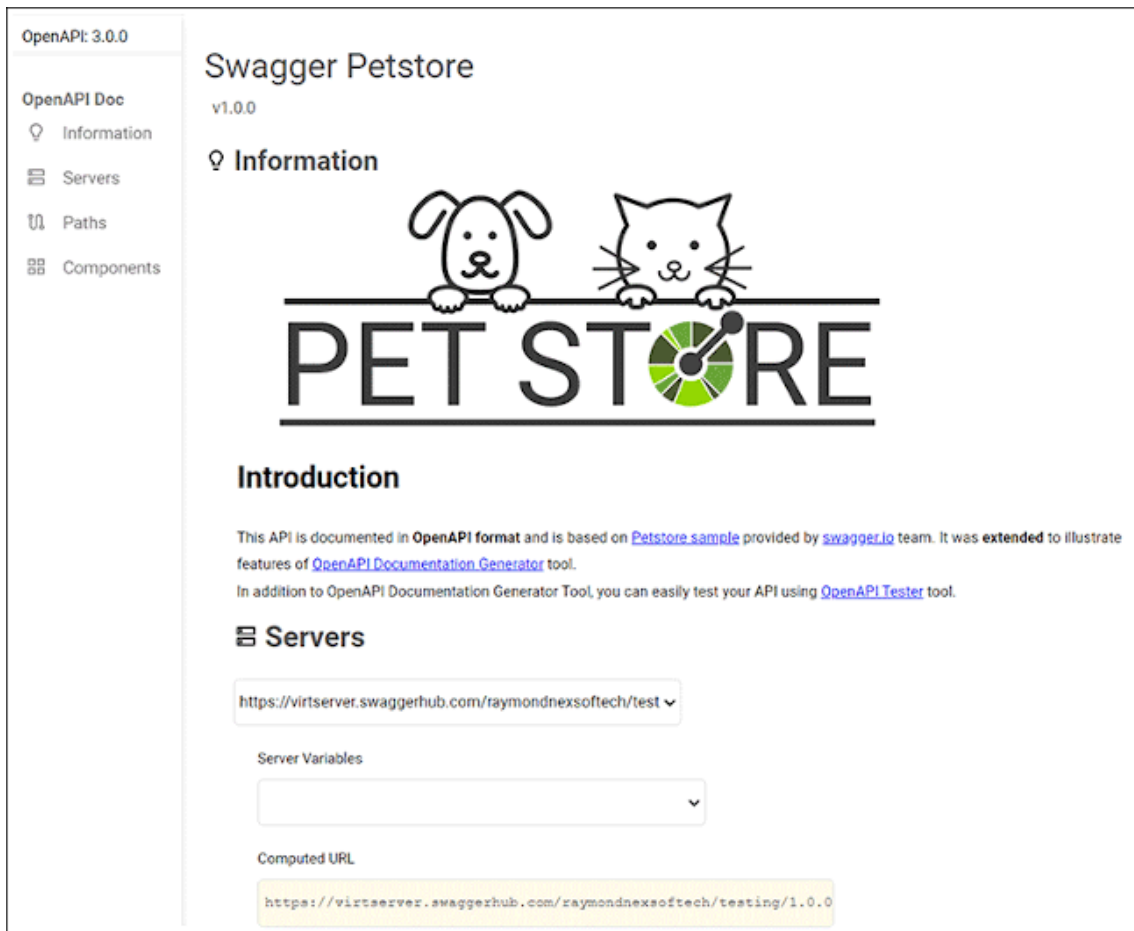 OpenAPI: 3.0.0
OpenAPI Doc
Information
Servers
Paths
Components
Swagger Petstore
v1.0.0
Information
PET STORE
Introduction
This API is documented in OpenAPI format and is based on Petstore sample provided by swagger.io team. It was extended to illustrate
features of OpenAPI Documentation Generator tool.
In addition to OpenAPI Documentation Generator Tool, you can easily test your API using OpenAPI Tester tool.
Servers
https://virtserver.swaggerhub.com/raymondnexsoftech/test
Server Variables
Computed URL
https://virtserver.swaggerhub.com/raymondnexsoftech/testing/1.0.0